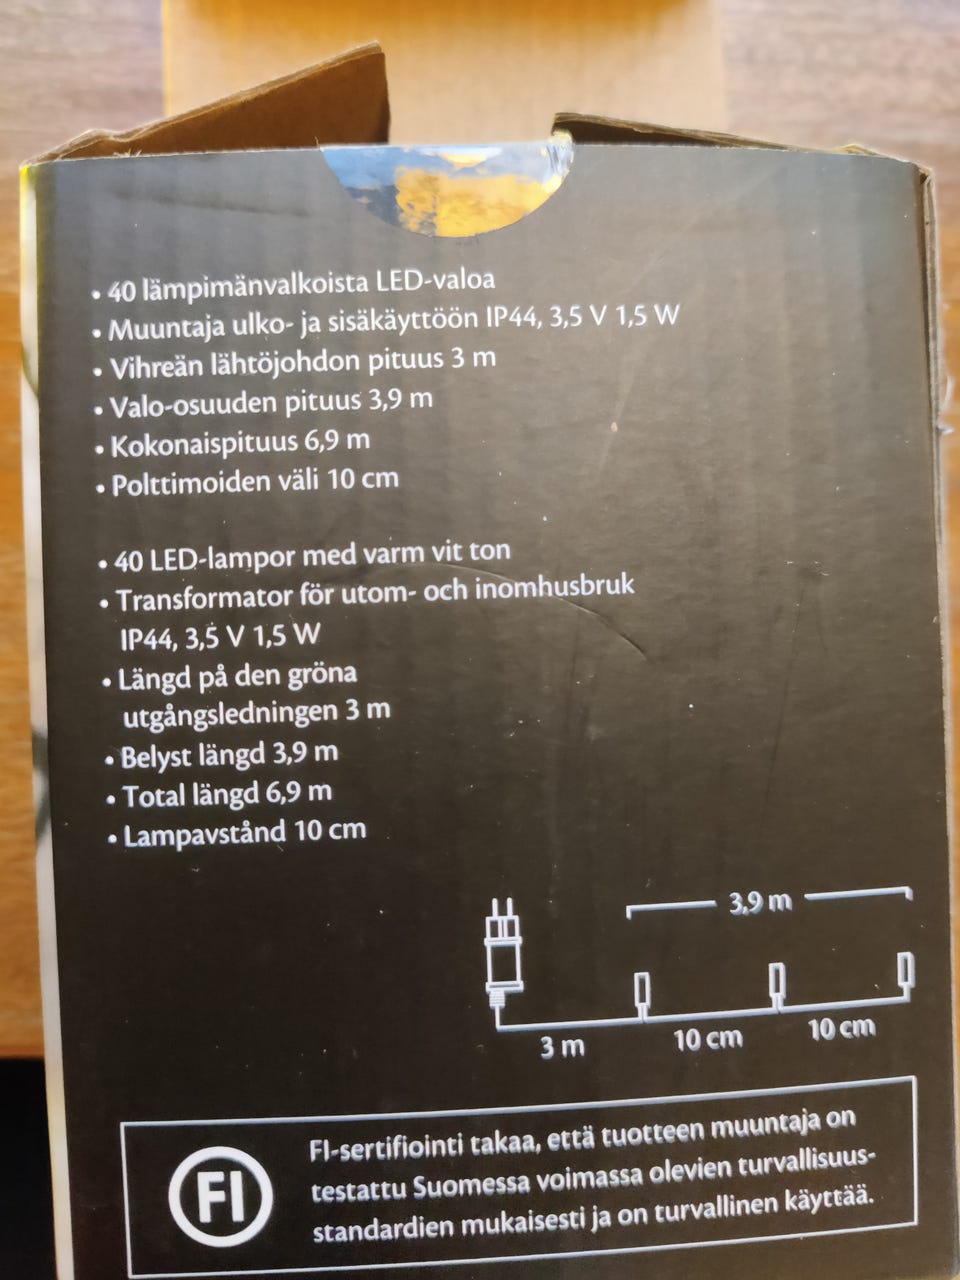 • 40 lämpimänvalkoista LED-valoa
• Muuntaja ulko- ja sisäkäyttöön IP44, 3,5 V 1,5 W
• Vihreän lähtöjohdon pituus 3 m
• Valo-osuuden pituus 3,9 m
• Kokonaispituus 6,9 m
• Polttimoiden väli 10 cm
• 40 LED-lampor med varm vit ton
• Transformator för utom- och inomhusbruk
IP44, 3,5 V 1,5 W
• Längd på den gröna
utgångsledningen 3 m
• Belyst längd 3,9 m
• Total längd 6,9 m
• Lampavstånd 10 cm
3,9 m
3 m 10 cm 10 cm
FI
FI-sertifiointi takaa, että tuotteen muuntaja on
testattu Suomessa voimassa olevien turvallisuus-
standardien mukaisesti ja on turvallinen käyttää.